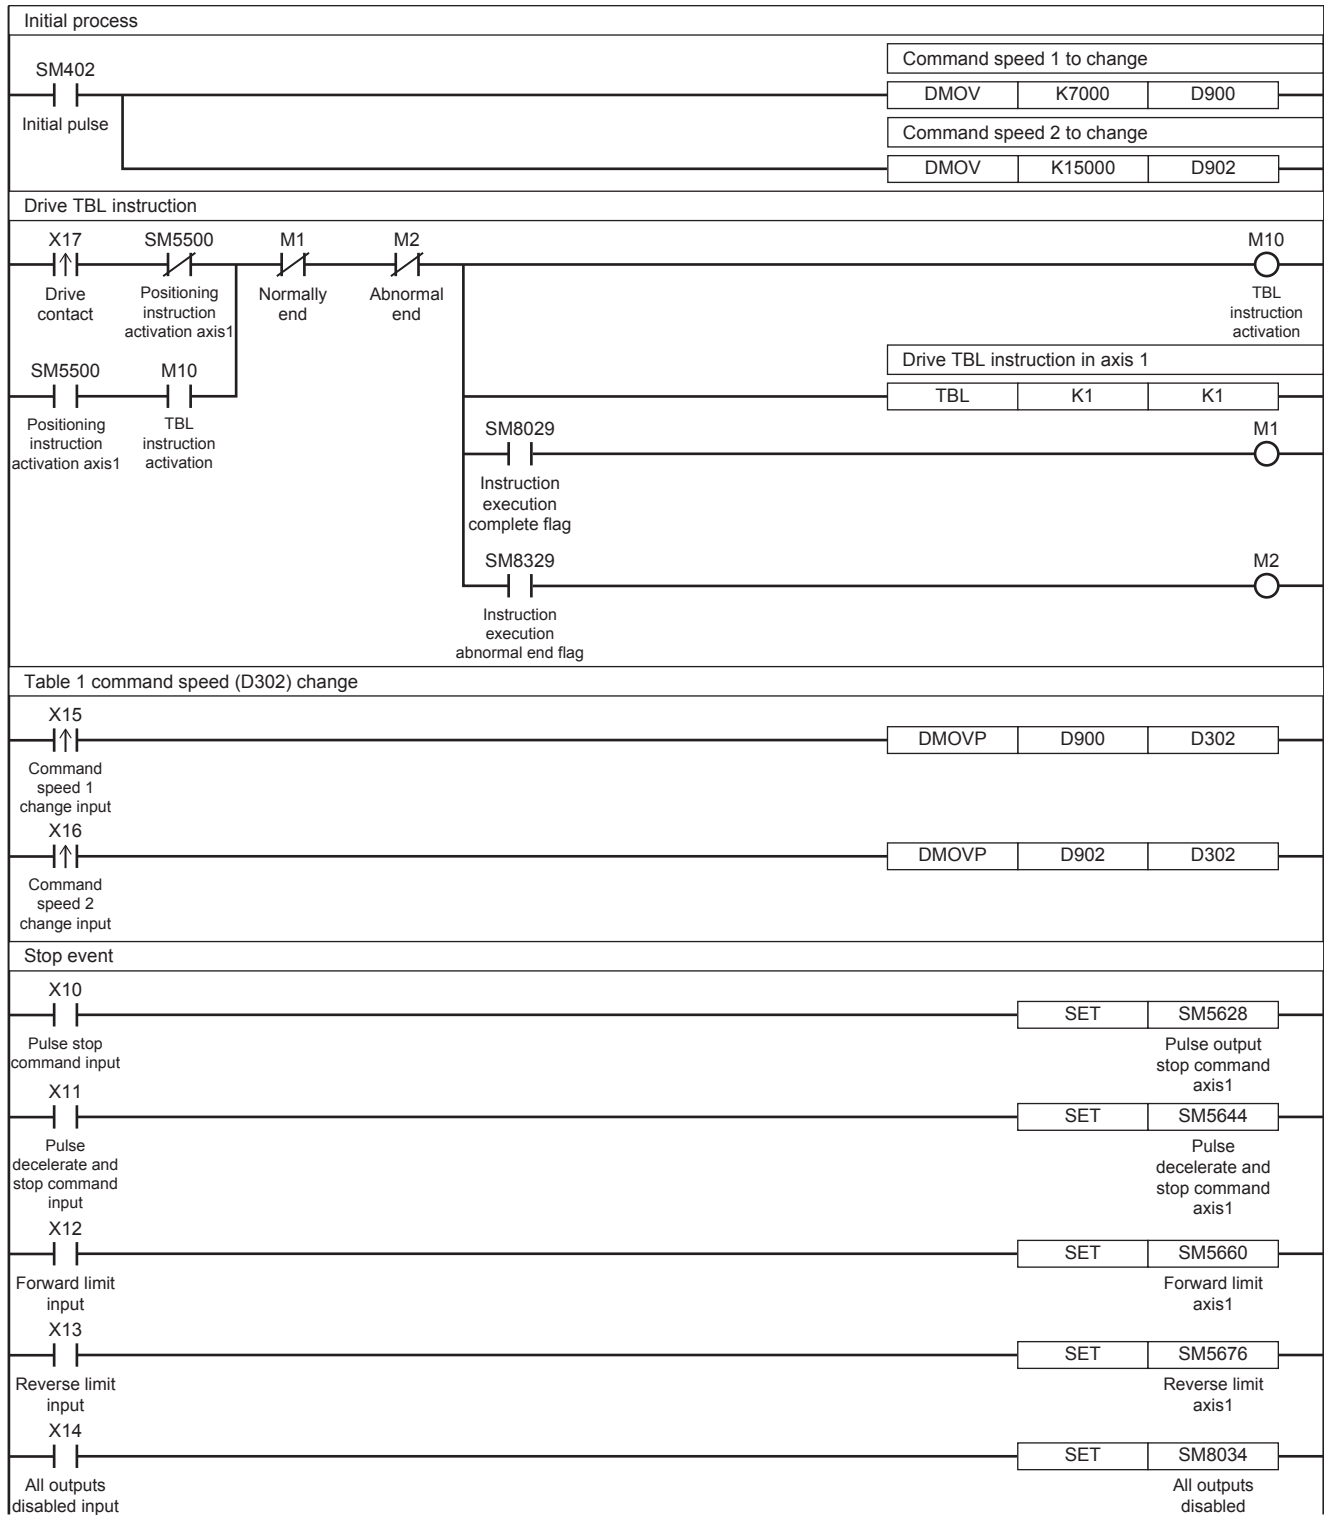 Initial process
SM402
Initial pulse
Command speed 1 to change
DMOV K7000 D900
Command speed 2 to change
DMOV K15000 D902
Drive TBL instruction
X17 SM5500 M1 M2 M10
Drive
contact
Positioning
instruction
activation axis1
Normally
end
Abnormal
end
TBL
instruction
activation
SM5500 M10
Positioning
instruction
activation axis1
TBL
instruction
activation
Drive TBL instruction in axis 1
TBL K1 K1
SM8029 M1
Instruction
execution
complete flag
SM8329 M2
Instruction
execution
abnormal end flag
Table 1 command speed (D302) change
X15
DMOVP D900 D302
Command
speed 1
change input
X16
DMOVP D902 D302
Command
speed 2
change input
Stop event
X10
SET SM5628
Pulse stop
command input
Pulse output
stop command
axis1
X11
SET SM5644
Pulse
decelerate and
stop command
input
Pulse
decelerate and
stop command
axis1
X12
SET SM5660
Forward limit
input
Forward limit
axis1
X13
SET SM5676
Reverse limit
input
Reverse limit
axis1
X14
SET SM8034
All outputs
disabled input
All outputs
disabled